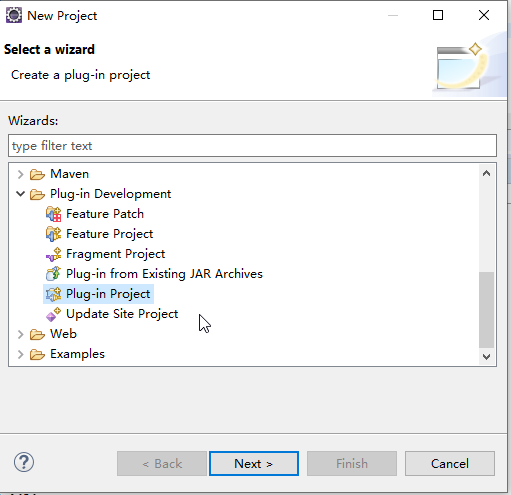 New Project
Select a wizard
Create a plug-in project
Wizards:
type filter text
Maven
Plug-in Development
Feature Patch
Feature Project
Fragment Project
Plug-in from Existing JAR Archives
Plug-in Project
Update Site Project
Web
Examples
?
< Back
Next >
Finish
Cancel